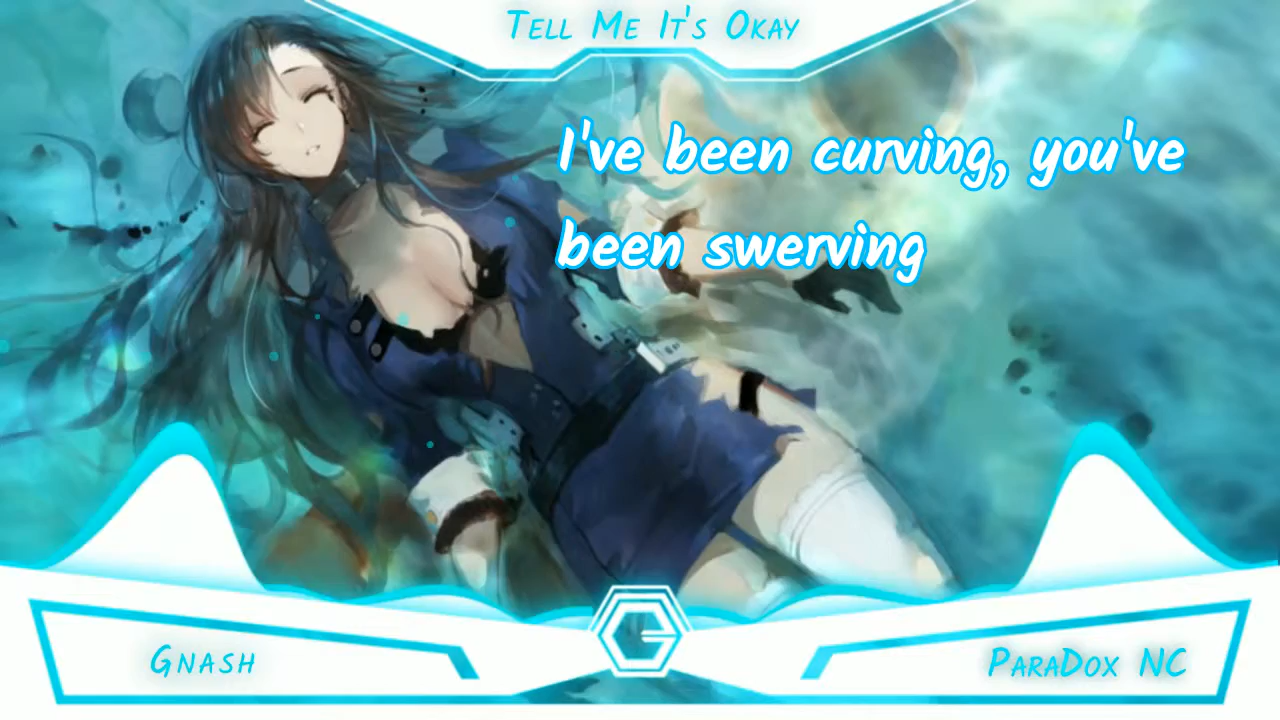 Tell Me It's Okay
I've been curving, you've
been swerving
Gnash
ParaDox NC